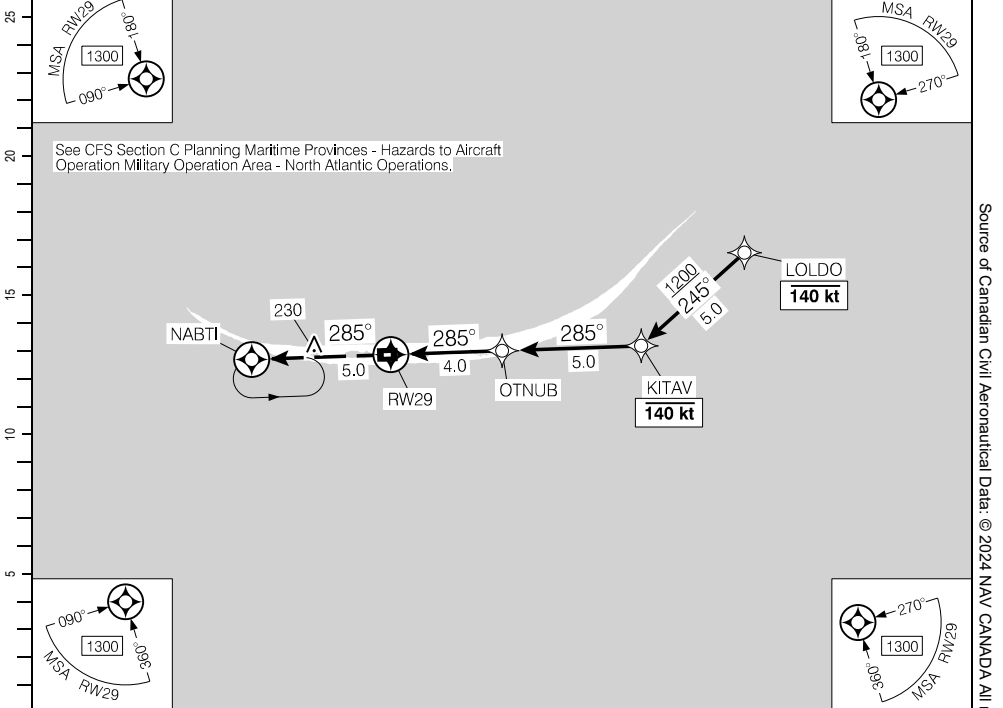 25
20
15
10
5
MSA RW29
180°
1300
090°
MSA RW29
180°
1300
270°
See CFS Section C Planning Maritime Provinces - Hazards to Aircraft
Operation Military Operation Area - North Atlantic Operations.
LOLDO
140 kt
1200
245°
5.0
230
NABTI
285°
5.0
RW29
285°
4.0
OTNUB
285°
5.0
KITAV
140 kt
090°
1300
360°
MSA RW29
270°
1300
360°
MSA RW29
Source of Canadian Civil Aeronautical Data: © 2024 NAV CANADA All